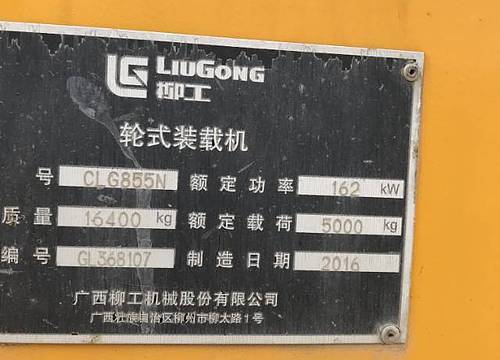 LIUGONG
柳工
轮式装载机
号 CLG855N 额定功率 162 kW
质量 16400 kg 额定载荷 5000 kg
编号 GL368107 制造日期 2016
广西柳工机械股份有限公司
广西壮族自治区柳州市柳太路1号